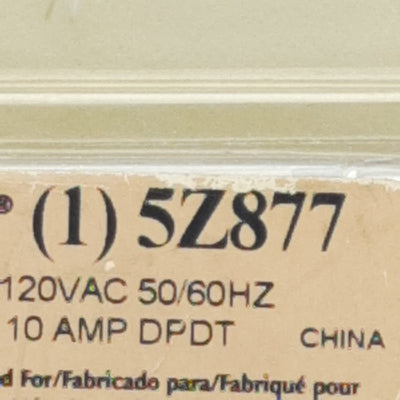 ® (1) 5Z877
120VAC 50/60HZ
10 AMP DPDT CHINA
d For/Fabricado para/Fabriqué pour